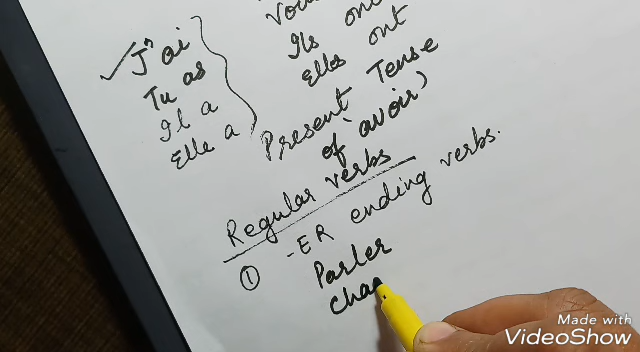 J'ai
Tu as
Il a
Elle a
Ils ont
Elles ont
Present Tense
of (avoir)
Regular verbs
① -ER ending verbs.
Parler
Made with
VideoShow